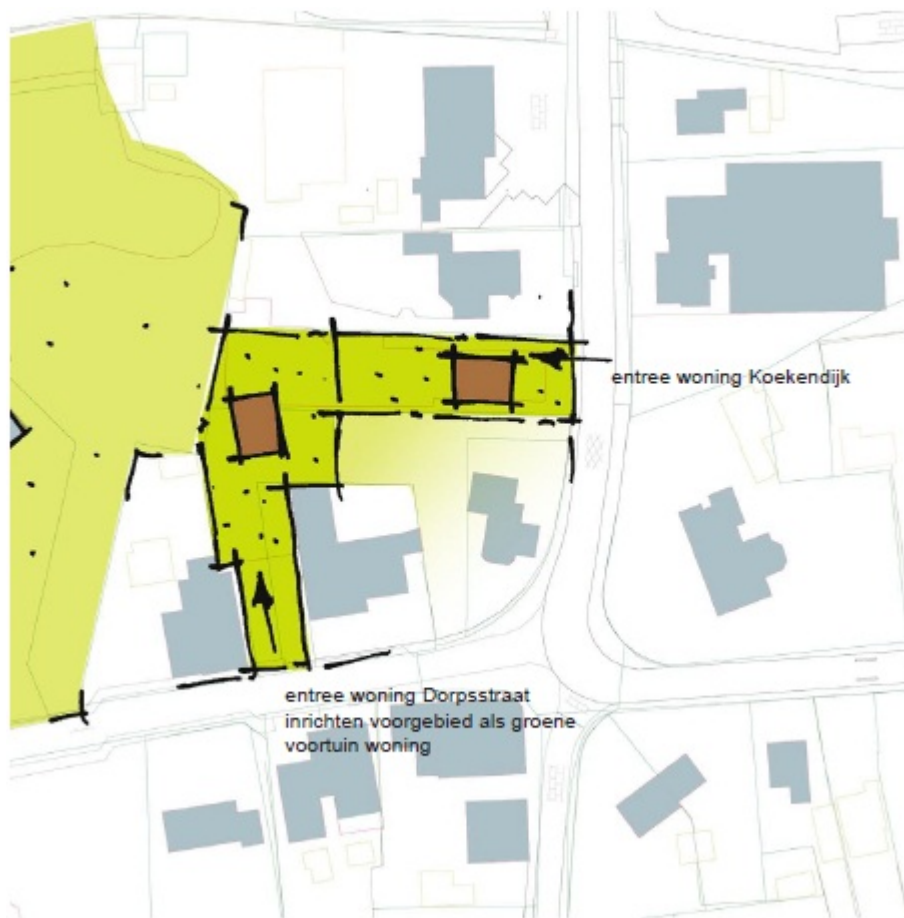 entree woning Koekendijk
entree woning Dorpsstraat
inrichten voorgebied als groene
voortuin woning